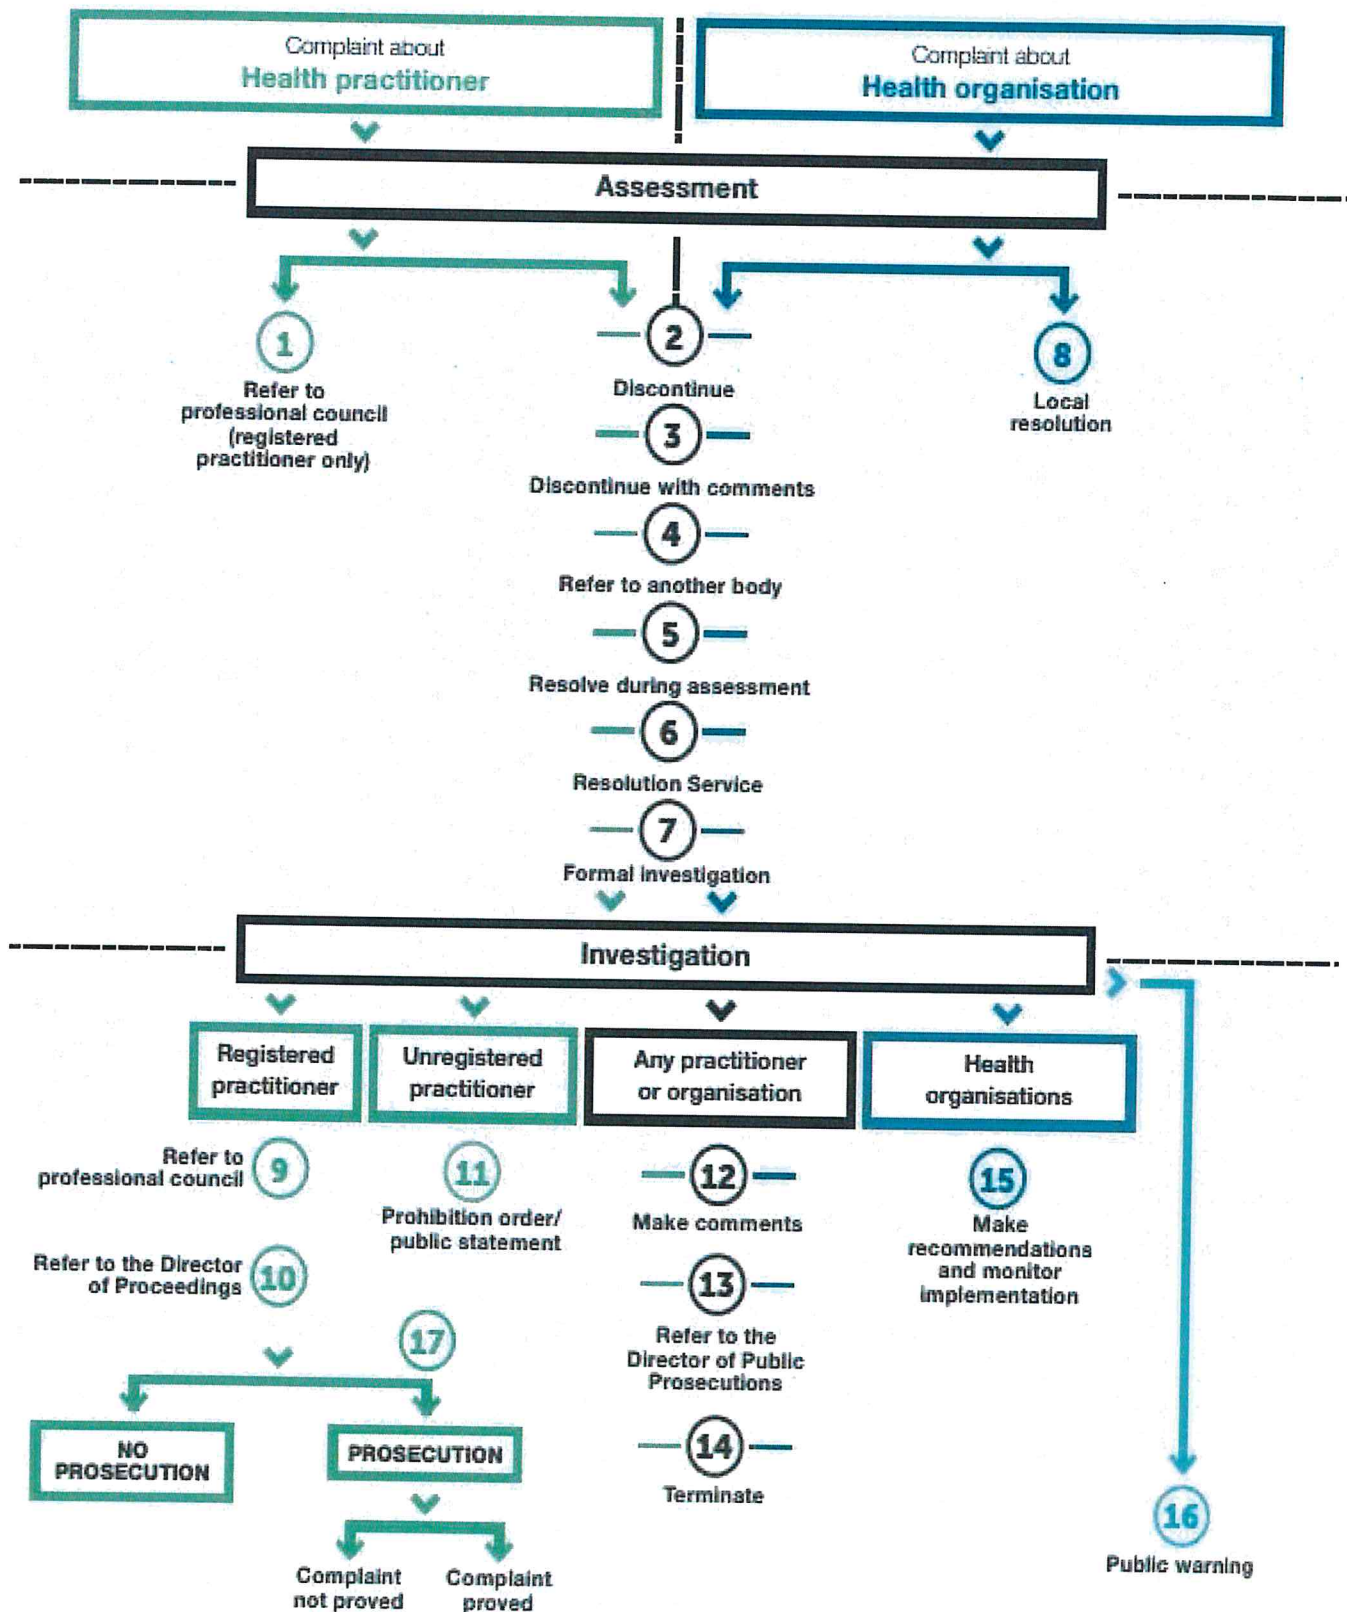 Complaint about
Health practitioner
Complaint about
Health organisation
Assessment
1
Refer to
professional council
(registered
practitioner only)
2
Discontinue
3
Discontinue with comments
4
Refer to another body
5
Resolve during assessment
6
Resolution Service
7
Formal investigation
8
Local
resolution
Investigation
Registered
practitioner
Unregistered
practitioner
Any practitioner
or organisation
Health
organisations
Refer to
professional council
9
Refer to the Director
of Proceedings
10
11
Prohibition order/
public statement
12
Make comments
13
Refer to the
Director of Public
Prosecutions
14
Terminate
15
Make
recommendations
and monitor
implementation
17
NO
PROSECUTION
PROSECUTION
Complaint
not proved
Complaint
proved
16
Public warning